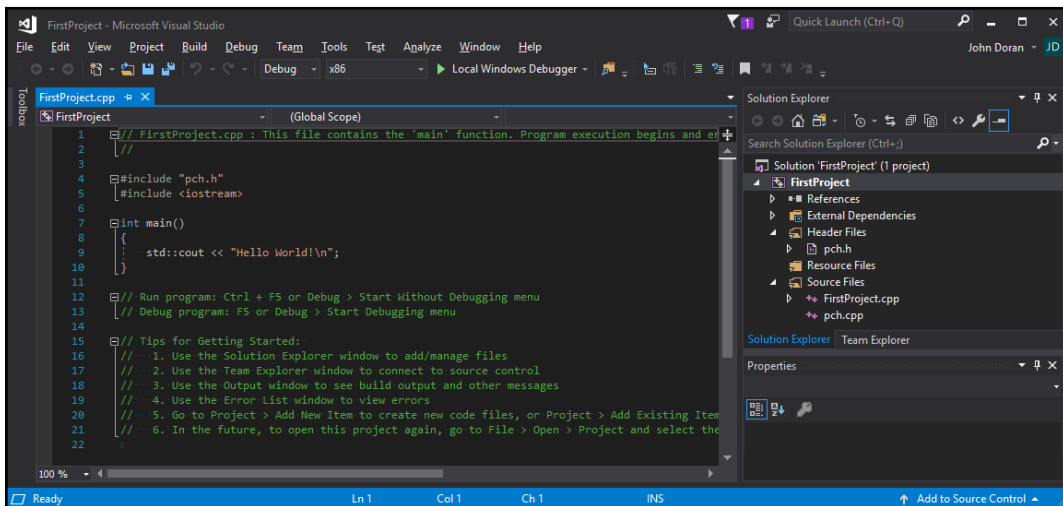 FirstProject - Microsoft Visual Studio
1
Quick Launch (Ctrl+Q)
File Edit View Project Build Debug Team Tools Test Analyze Window Help
John Doran JD
Debug x86 Local Windows Debugger
Toolbox
FirstProject.cpp
FirstProject (Global Scope)
1 // FirstProject.cpp : This file contains the 'main' function. Program execution begins and en
2 //
3
4 #include "pch.h"
5 #include <iostream>
6
7 int main()
8 {
9 std::cout << "Hello World!\n";
10 }
11
12 // Run program: Ctrl + F5 or Debug > Start Without Debugging menu
13 // Debug program: F5 or Debug > Start Debugging menu
14
15 // Tips for Getting Started:
16 // 1. Use the Solution Explorer window to add/manage files
17 // 2. Use the Team Explorer window to connect to source control
18 // 3. Use the Output window to see build output and other messages
19 // 4. Use the Error List window to view errors
20 // 5. Go to Project > Add New Item to create new code files, or Project > Add Existing Item
21 // 6. In the future, to open this project again, go to File > Open > Project and select the
22
100 %
Solution Explorer
Search Solution Explorer (Ctrl+;)
Solution 'FirstProject' (1 project)
FirstProject
References
External Dependencies
Header Files
pch.h
Resource Files
Source Files
FirstProject.cpp
pch.cpp
Solution Explorer Team Explorer
Properties
Ready Ln 1 Col 1 Ch 1 INS Add to Source Control